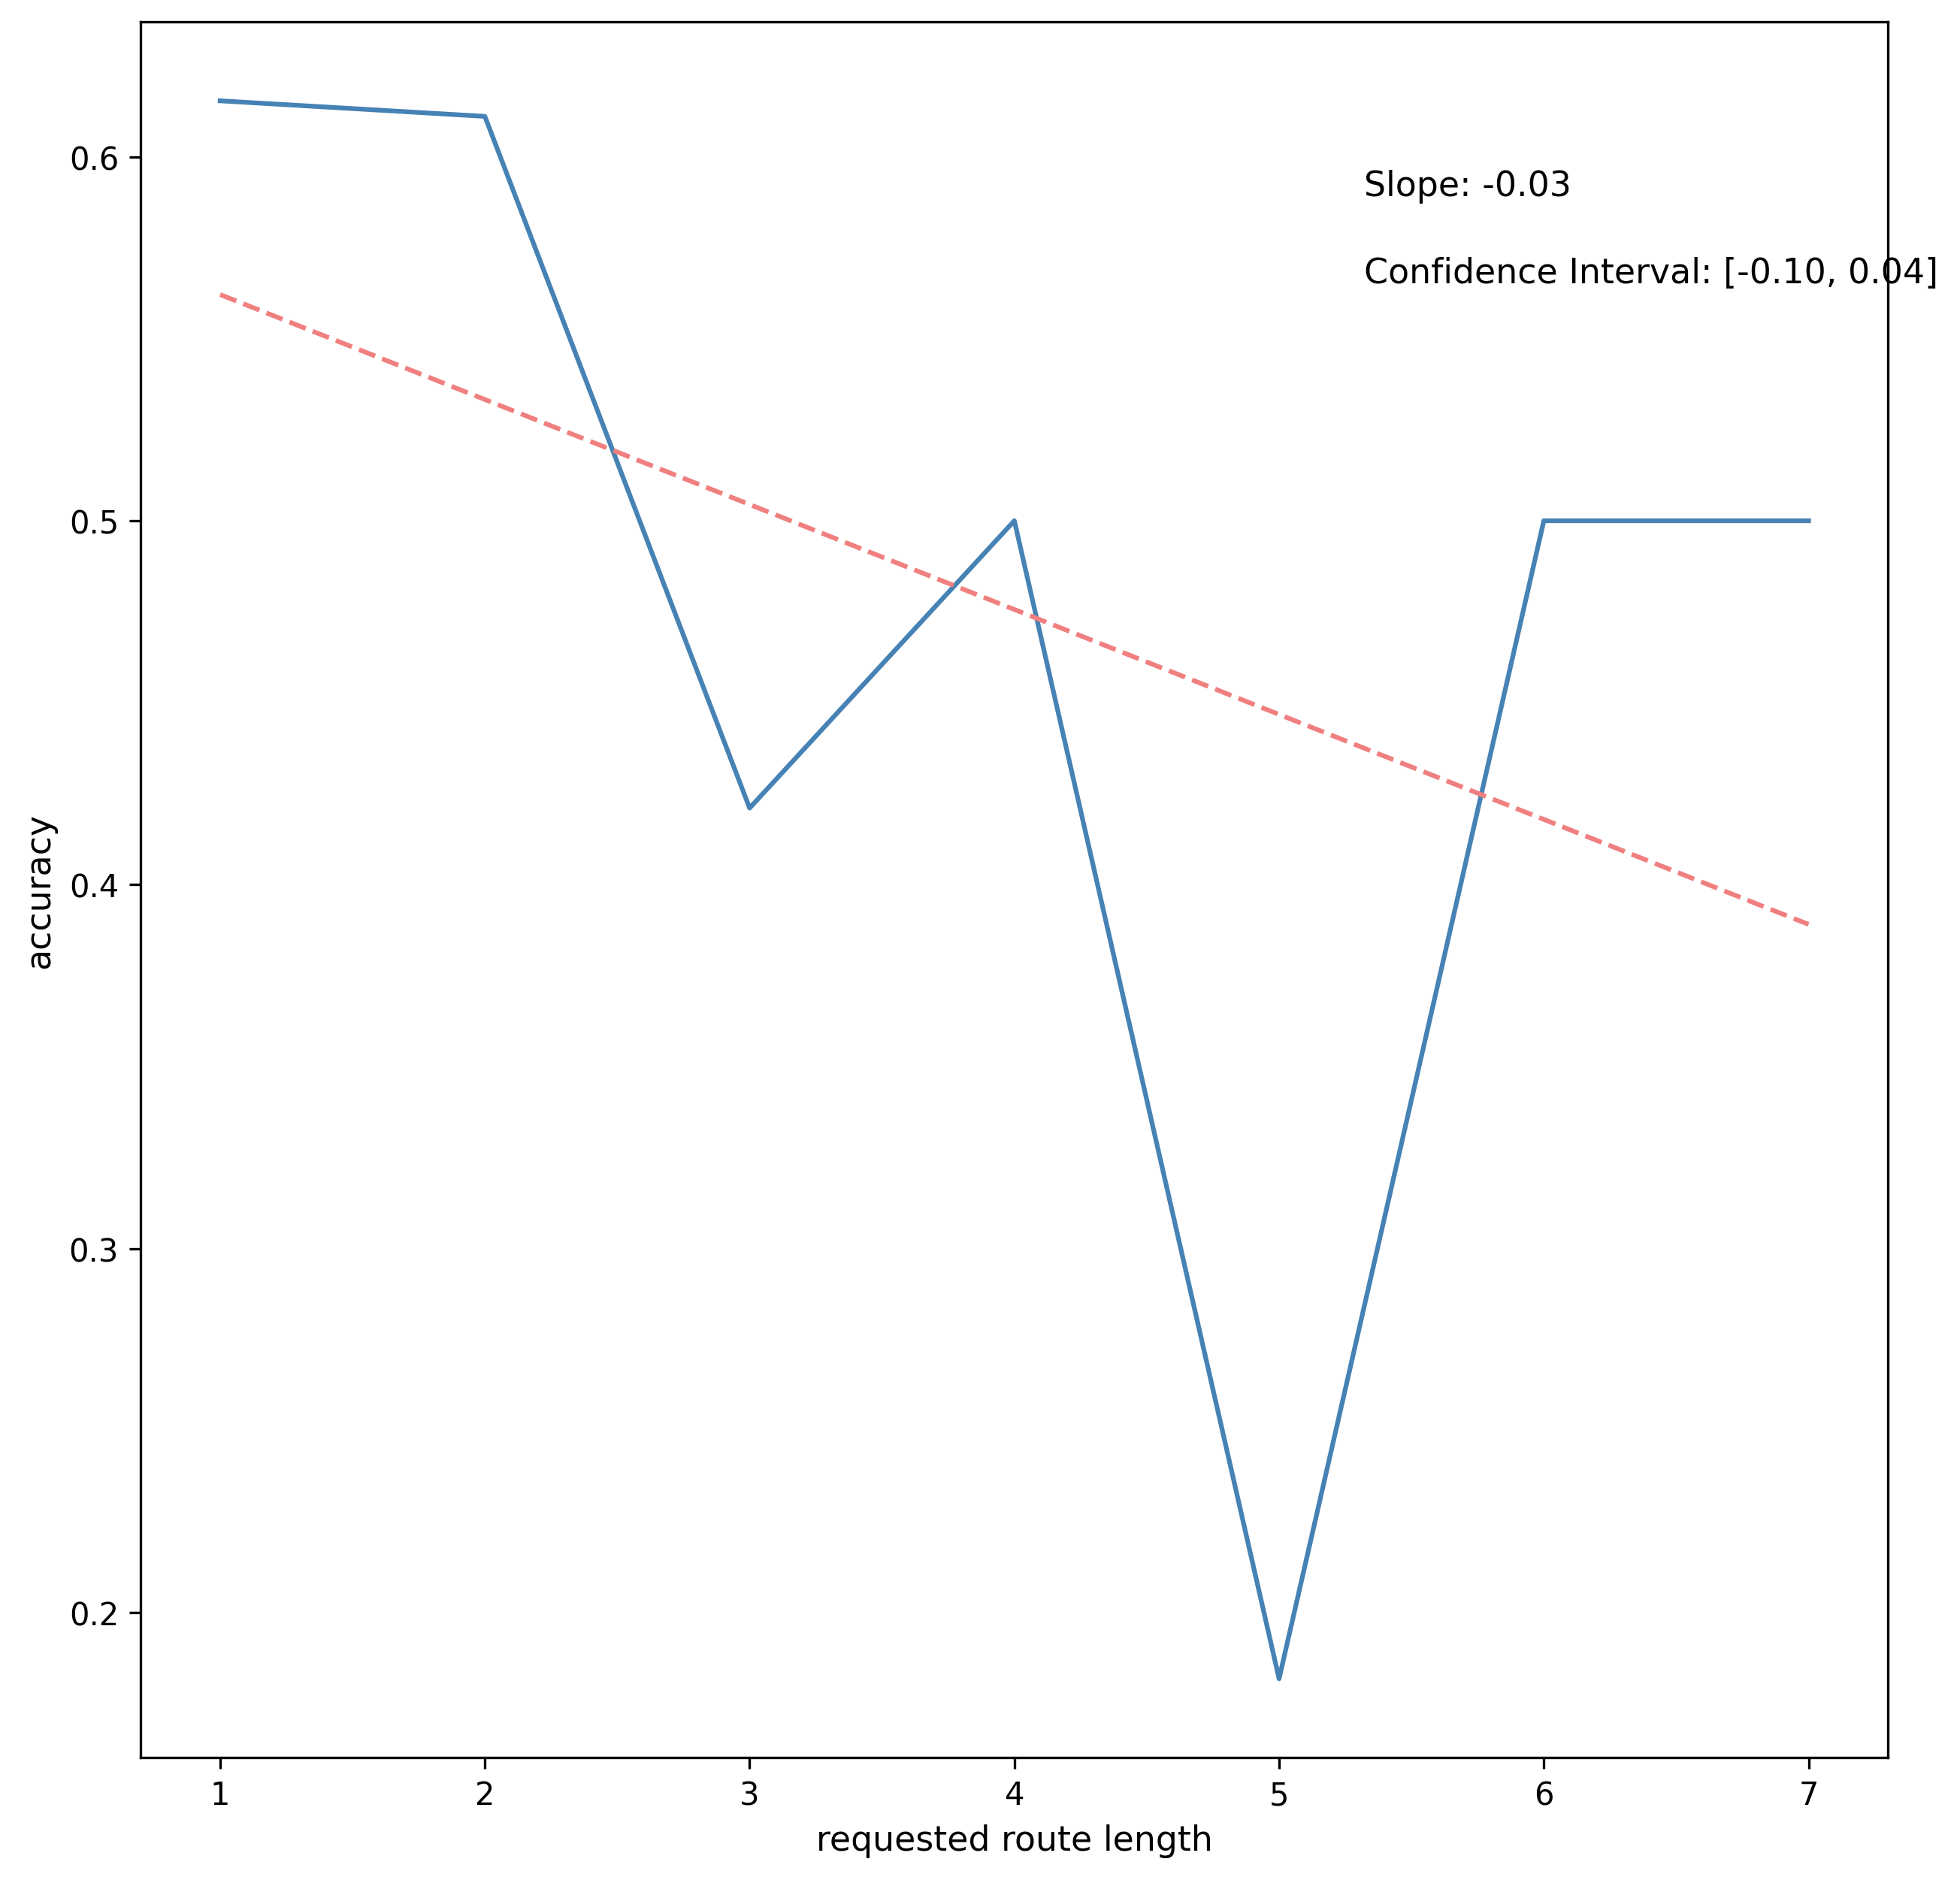 Slope: -0.03
Confidence Interval: [-0.10, 0.04]
0.6
0.5
0.4
0.3
0.2
accuracy
1 2 3 4 5 6 7
requested route length